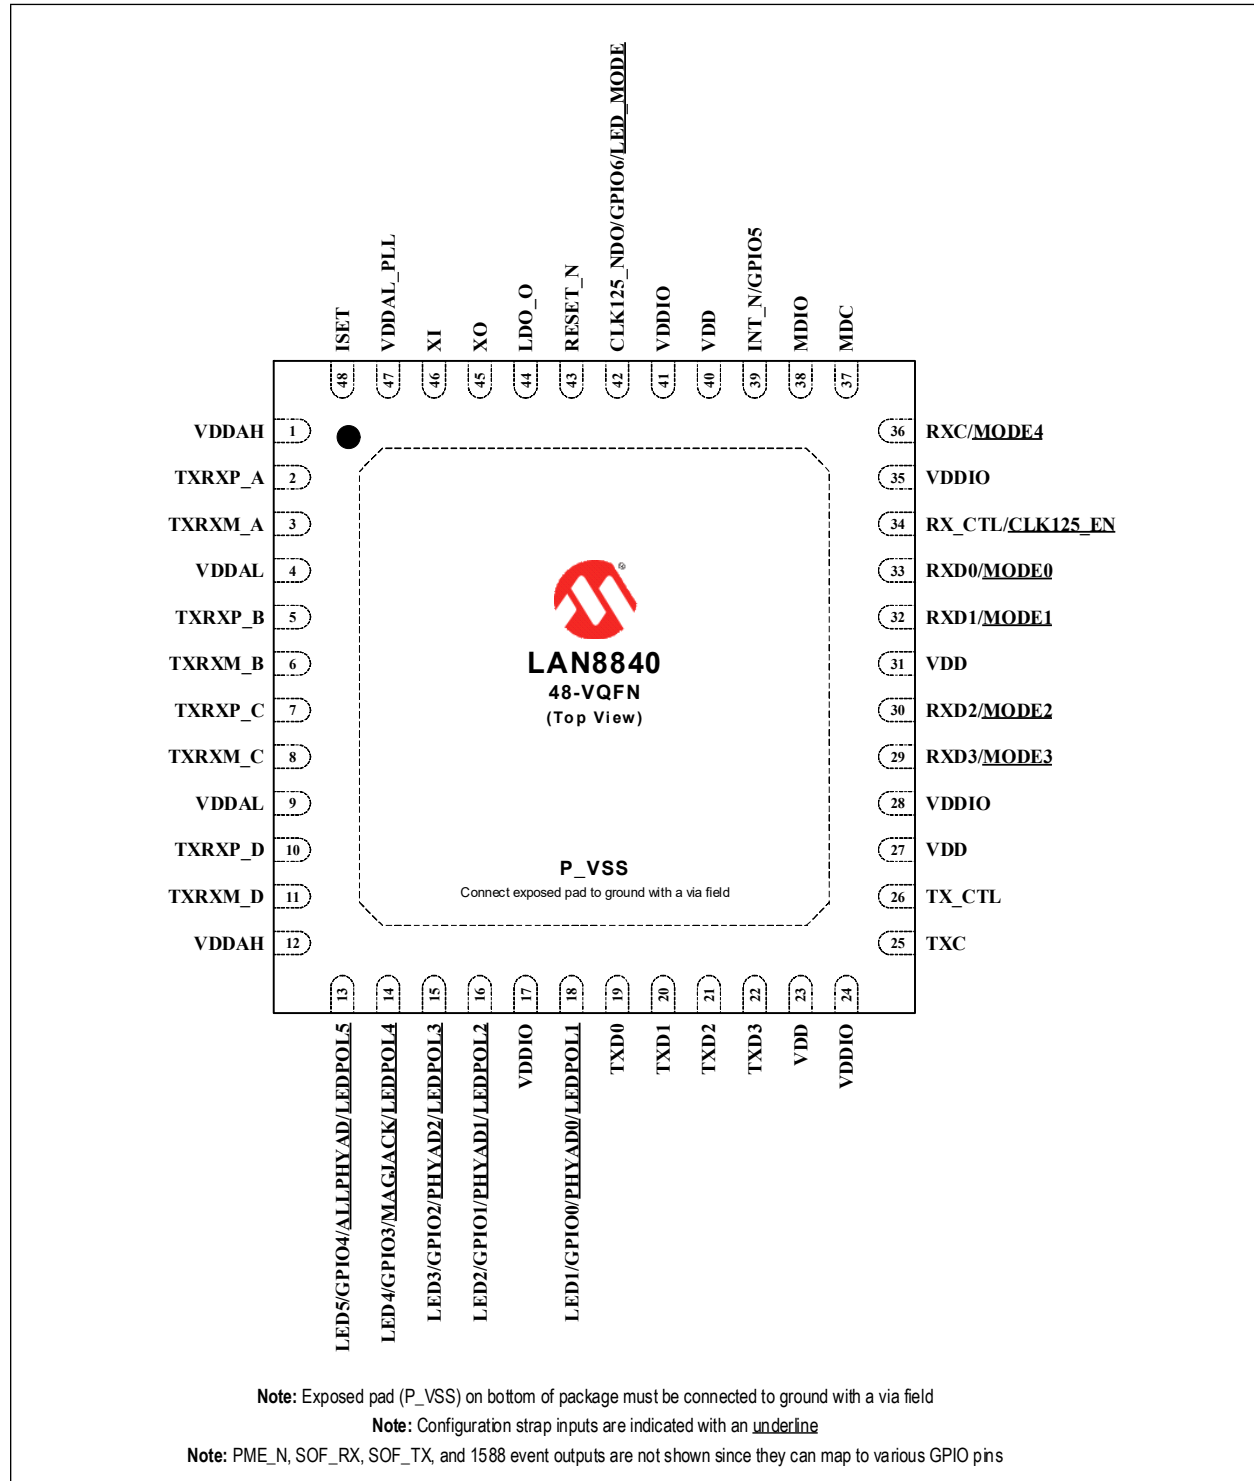 CLK125_NDO/GPIO6/LED_MODE
ISET
VDDAL_PLL
XI
XO
LDO_O
RESET_N
VDDIO
VDD
INT_N/GPIO5
MDIO
MDC
48
47
46
45
44
43
42
41
40
39
38
37
VDDAH 1
TXRXP_A 2
TXRXM_A 3
VDDAL 4
TXRXP_B 5
TXRXM_B 6
TXRXP_C 7
TXRXM_C 8
VDDAL 9
TXRXP_D 10
TXRXM_D 11
VDDAH 12
36 RXC/MODE4
35 VDDIO
34 RX_CTL/CLK125_EN
33 RXD0/MODE0
32 RXD1/MODE1
31 VDD
30 RXD2/MODE2
29 RXD3/MODE3
28 VDDIO
27 VDD
26 TX_CTL
25 TXC
®
LAN8840
48-VQFN
(Top View)
P_VSS
Connect exposed pad to ground with a via field
13
14
15
16
17
18
19
20
21
22
23
24
LED5/GPIO4/ALLPHYAD/LEDPOL5
LED4/GPIO3/MAGJACK/LEDPOL4
LED3/GPIO2/PHYAD2/LEDPOL3
LED2/GPIO1/PHYAD1/LEDPOL2
VDDIO
LED1/GPIO0/PHYAD0/LEDPOL1
TXD0
TXD1
TXD2
TXD3
VDD
VDDIO
Note: Exposed pad (P_VSS) on bottom of package must be connected to ground with a via field
Note: Configuration strap inputs are indicated with an underline
Note: PME_N, SOF_RX, SOF_TX, and 1588 event outputs are not shown since they can map to various GPIO pins